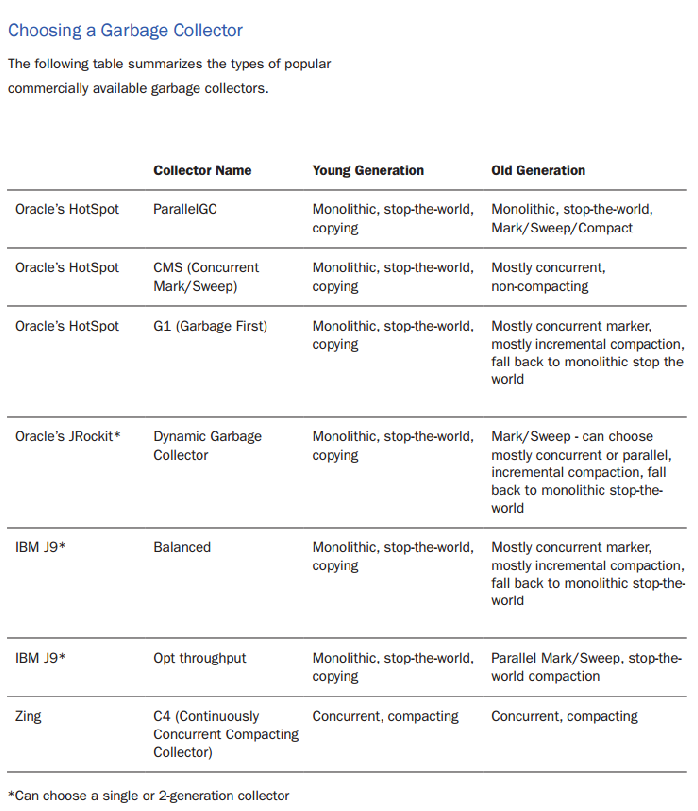 Choosing a Garbage Collector
The following table summarizes the types of popular
commercially available garbage collectors.
Collector Name Young Generation Old Generation
Oracle's HotSpot ParallelGC Monolithic, stop-the-world, Monolithic, stop-the-world,
copying Mark/Sweep/Compact
Oracle's HotSpot CMS (Concurrent Monolithic, stop-the-world, Mostly concurrent,
Mark/Sweep) copying non-compacting
Oracle's HotSpot G1 (Garbage First) Monolithic, stop-the-world, Mostly concurrent marker,
copying mostly incremental compaction,
fall back to monolithic stop the
world
Oracle's JRockit* Dynamic Garbage Monolithic, stop-the-world, Mark/Sweep - can choose
Collector copying mostly concurrent or parallel,
incremental compaction, fall
back to monolithic stop-the-
world
IBM J9* Balanced Monolithic, stop-the-world, Mostly concurrent marker,
copying mostly incremental compaction,
fall back to monolithic stop-the-
world
IBM J9* Opt throughput Monolithic, stop-the-world, Parallel Mark/Sweep, stop-the-
copying world compaction
Zing C4 (Continuously Concurrent, compacting Concurrent, compacting
Concurrent Compacting
Collector)
*Can choose a single or 2-generation collector